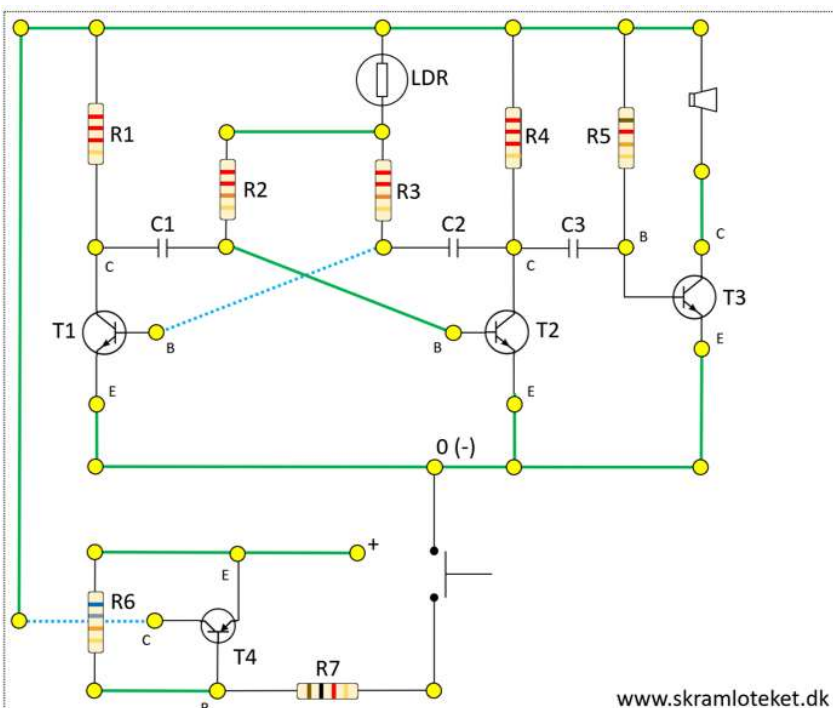 LDR
R1
R4
R5
R2
R3
C1
C2
C3
B
C
C
C
T3
T1
B
B
T2
E
E
E
0 (-)
+
E
R6
C
T4
R7
B
www.skramloteket.dk